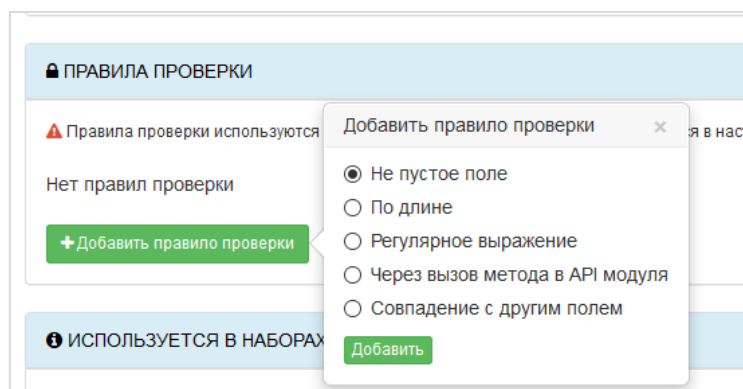 ПРАВИЛА ПРОВЕРКИ
Правила проверки используются
я в нас
Нет правил проверки
Добавить правило проверки
Добавить правило проверки ×
Не пустое поле
По длине
Регулярное выражение
Через вызов метода в API модуля
Совпадение с другим полем
Добавить
ИСПОЛЬЗУЕТСЯ В НАБОРАХ